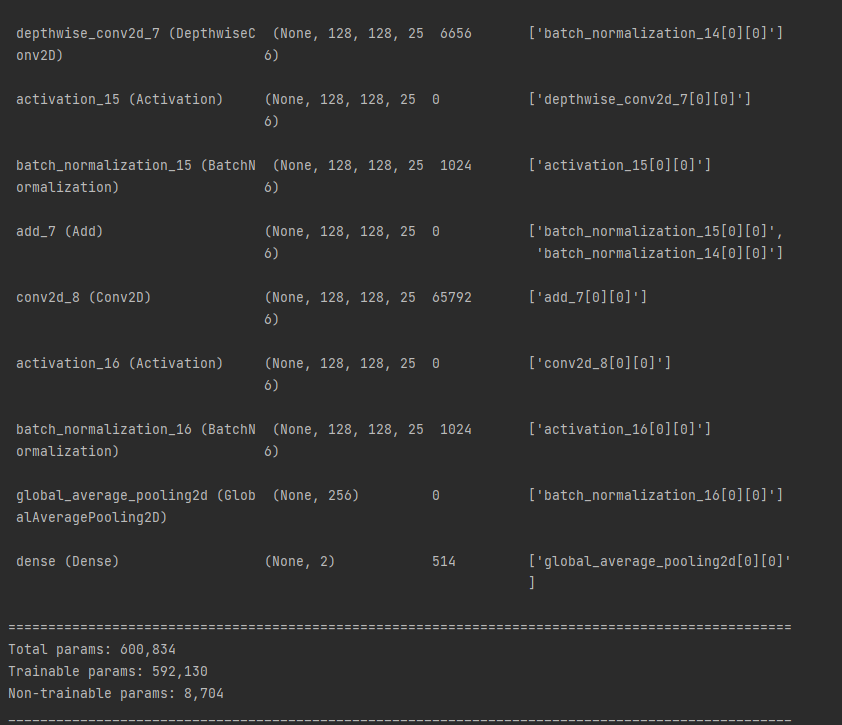 depthwise_conv2d_7 (DepthwiseC  (None, 128, 128, 25  6656        ['batch_normalization_14[0][0]']
onv2D)                         6)
activation_15 (Activation)     (None, 128, 128, 25  0           ['depthwise_conv2d_7[0][0]']
                               6)
batch_normalization_15 (BatchN  (None, 128, 128, 25  1024        ['activation_15[0][0]']
ormalization)                  6)
add_7 (Add)                    (None, 128, 128, 25  0           ['batch_normalization_15[0][0]',
                               6)                                'batch_normalization_14[0][0]']
conv2d_8 (Conv2D)              (None, 128, 128, 25  65792       ['add_7[0][0]']
                               6)
activation_16 (Activation)     (None, 128, 128, 25  0           ['conv2d_8[0][0]']
                               6)
batch_normalization_16 (BatchN  (None, 128, 128, 25  1024        ['activation_16[0][0]']
ormalization)                  6)
global_average_pooling2d (Glob  (None, 256)         0           ['batch_normalization_16[0][0]']
alAveragePooling2D)
dense (Dense)                  (None, 2)            514         ['global_average_pooling2d[0][0]'
                                                                ]
==================================================================================================
Total params: 600,834
Trainable params: 592,130
Non-trainable params: 8,704
__________________________________________________________________________________________________